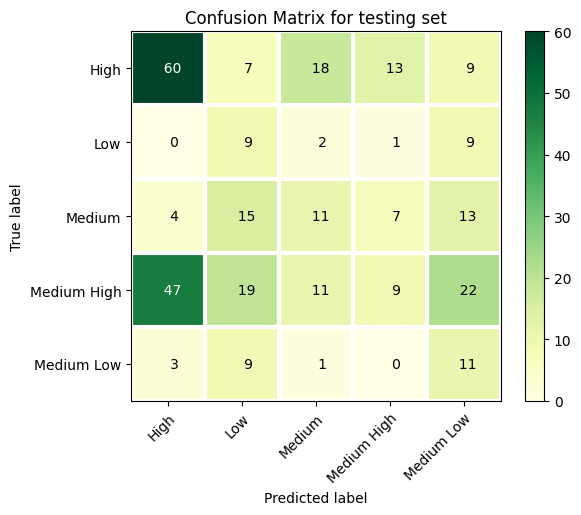 Confusion Matrix for testing set
High 60 7 18 13 9
Low 0 9 2 1 9
Medium 4 15 11 7 13
Medium High 47 19 11 9 22
Medium Low 3 9 1 0 11
High Low Medium Medium High Medium Low
Predicted label
True label
60
50
40
30
20
10
0